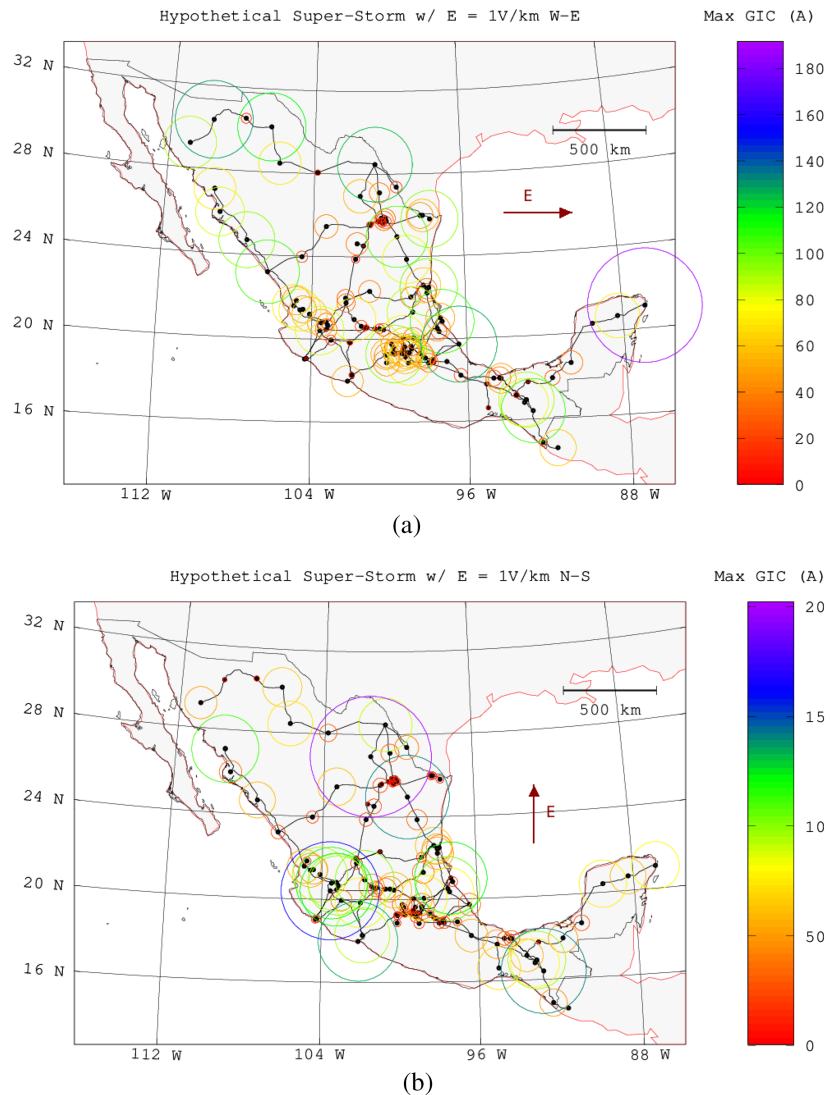 Hypothetical Super-Storm w/ E = 1V/km W-E
Max GIC (A)
32 N
28 N
24 N
20 N
16 N
112 W
104 W
96 W
88 W
500 km
E
180
160
140
120
100
80
60
40
20
0
(a)
Hypothetical Super-Storm w/ E = 1V/km N-S
Max GIC (A)
32 N
28 N
24 N
20 N
16 N
112 W
104 W
96 W
88 W
500 km
E
20
15
10
50
0
(b)